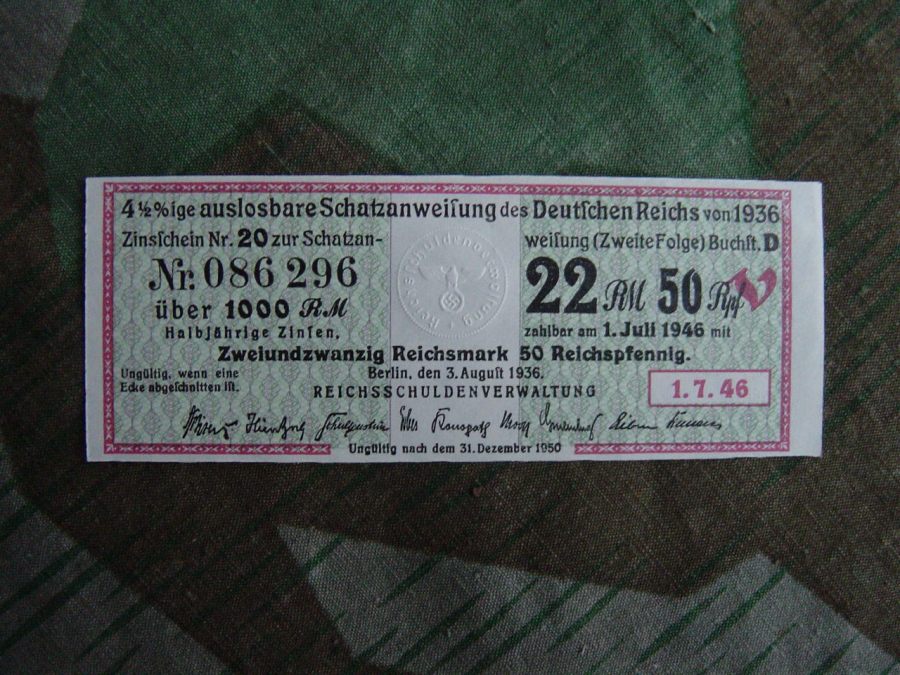 4½%ige auslosbare Schatzanweiſung des Deutſchen Reichs von 1936
Zinsſchein Nr. 20 zur Schatzan- weiſung (Zweite Folge) Buchſt. D
Nr. 086 296
22 RM 50 Rpf
über 1000 RM
Halbjährige Zinſen,
zahlbar am 1. Juli 1946 mit
Zweiundzwanzig Reichsmark 50 Reichspfennig.
Ungültig, wenn eine
Ecke abgeſchnitten iſt.
Berlin, den 3. Auguſt 1936.
REICHSSCHULDENVERWALTUNG
1.7.46
Ungültig nach dem 31. Dezember 1950